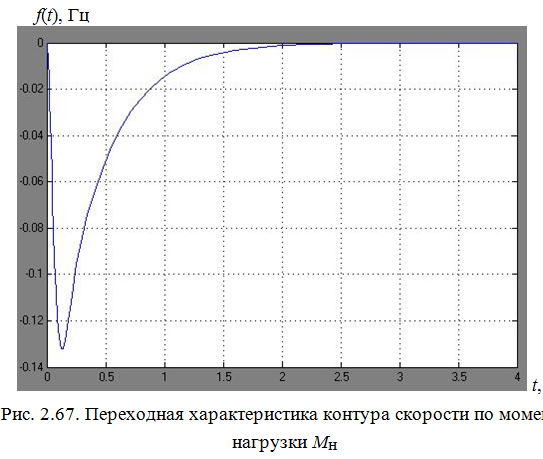 f(t), Гц
0
-0.02
-0.04
-0.06
-0.08
-0.1
-0.12
-0.14
0 0.5 1 1.5 2 2.5 3 3.5 4
t,
Рис. 2.67. Переходная характеристика контура скорости по моме
нагрузки Mн